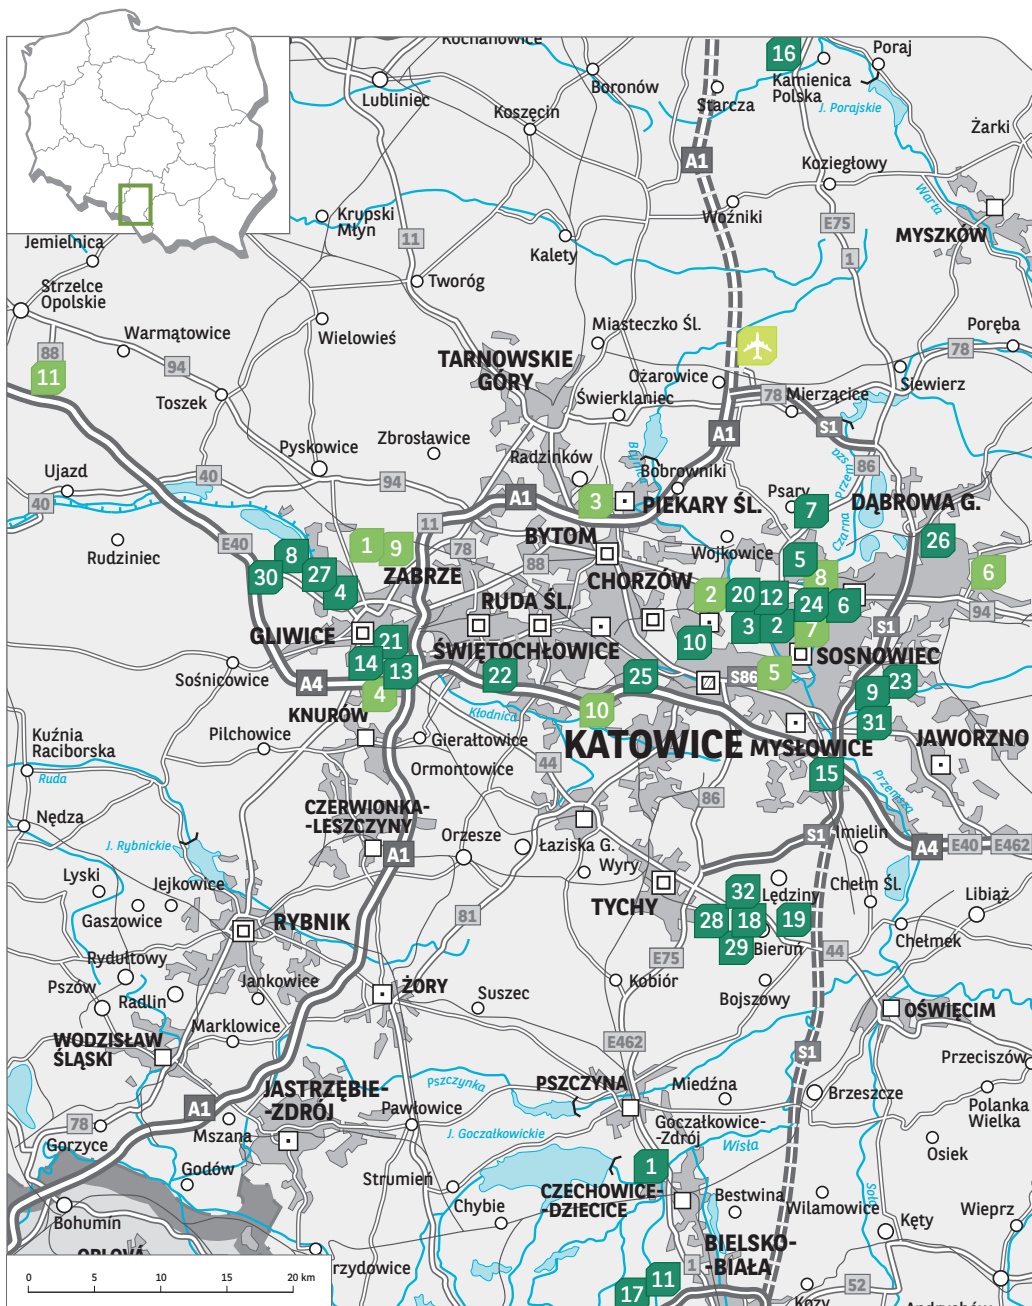 Kochanowice
16
Poraj
Kamienica
Polska
Lubliniec
Boronów
Starcza
J. Porajskie
Koszęcin
Żarki
A1
Koziegłowy
Warta
Krupski
Młyn
Woźniki
11
E75
MYSZKÓW
Jemielnica
Kalety
1
Strzelce
Opolskie
Tworóg
Warmątowice
Wielowieś
Miasteczko Śl.
Poręba
88
94
TARNOWSKIE
GÓRY
78
11
Ożarowice
Siewierz
Toszek
Świerklaniec
78
Mierzącice
S1
A1
Zbrosławice
Pyskowice
Radzinków
Brynica
Bobrowniki
86
Ujazd
40
94
40
A1
3
PIEKARY ŚL.
Psary
7
Czarna Przemsza
DĄBROWA G.
11
BYTOM
Wojkowice
26
Rudziniec
E40
8
1
9
78
88
5
6
30
27
4
ZABRZE
CHORZÓW
8
2
20
12
24
6
94
RUDA ŚL.
GLIWICE
21
3
2
7
S1
10
14
13
ŚWIĘTOCHŁOWICE
SOSNOWIEC
Sośnicowice
A4
4
22
25
S86
5
9
23
KNURÓW
Kłodnica
10
31
Kuźnia
Raciborska
Pilchowice
Gierałtowice
KATOWICE
MYSŁOWICE
JAWORZNO
Ruda
Ormontowice
44
15
Przemsza
86
Nędza
CZERWIONKA-
-LESZCZYNY
Orzesze
S1
Imielin
J. Rybnickie
A1
Łaziska G.
A4
E40
E462
Lyski
Jejkowice
Wyry
Chełm Śl.
Gaszowice
TYCHY
32
Lędziny
Libiąż
81
28
18
19
RYBNIK
29
Bieruń
Chełmek
Rydułtowy
E75
44
Pszów
Jankowice
Kobiór
Radlin
ŻORY
Suszec
Bojszowy
OŚWIĘCIM
WODZISŁAW
ŚLĄSKI
Marklowice
E462
S1
Przeciszów
JASTRZĘBIE-
-ZDRÓJ
Pszczynka
PSZCZYNA
Miedźna
Brzeszcze
A1
Pawłowice
Polanka
Wielka
78
Mszana
Goczałkowice-
-Zdrój
Gorzyce
J. Goczałkowickie
Wisła
Osiek
Godów
Strumień
1
CZECHOWICE-
-DZIECICE
Soła
Bestwina
Wilamowice
Bohumín
Chybie
Kęty
Wieprz
BIELSKO-
-BIAŁA
ORLOVÁ
1
11
17
52
Kozy
Andrychów
0
5
10
15
20 km